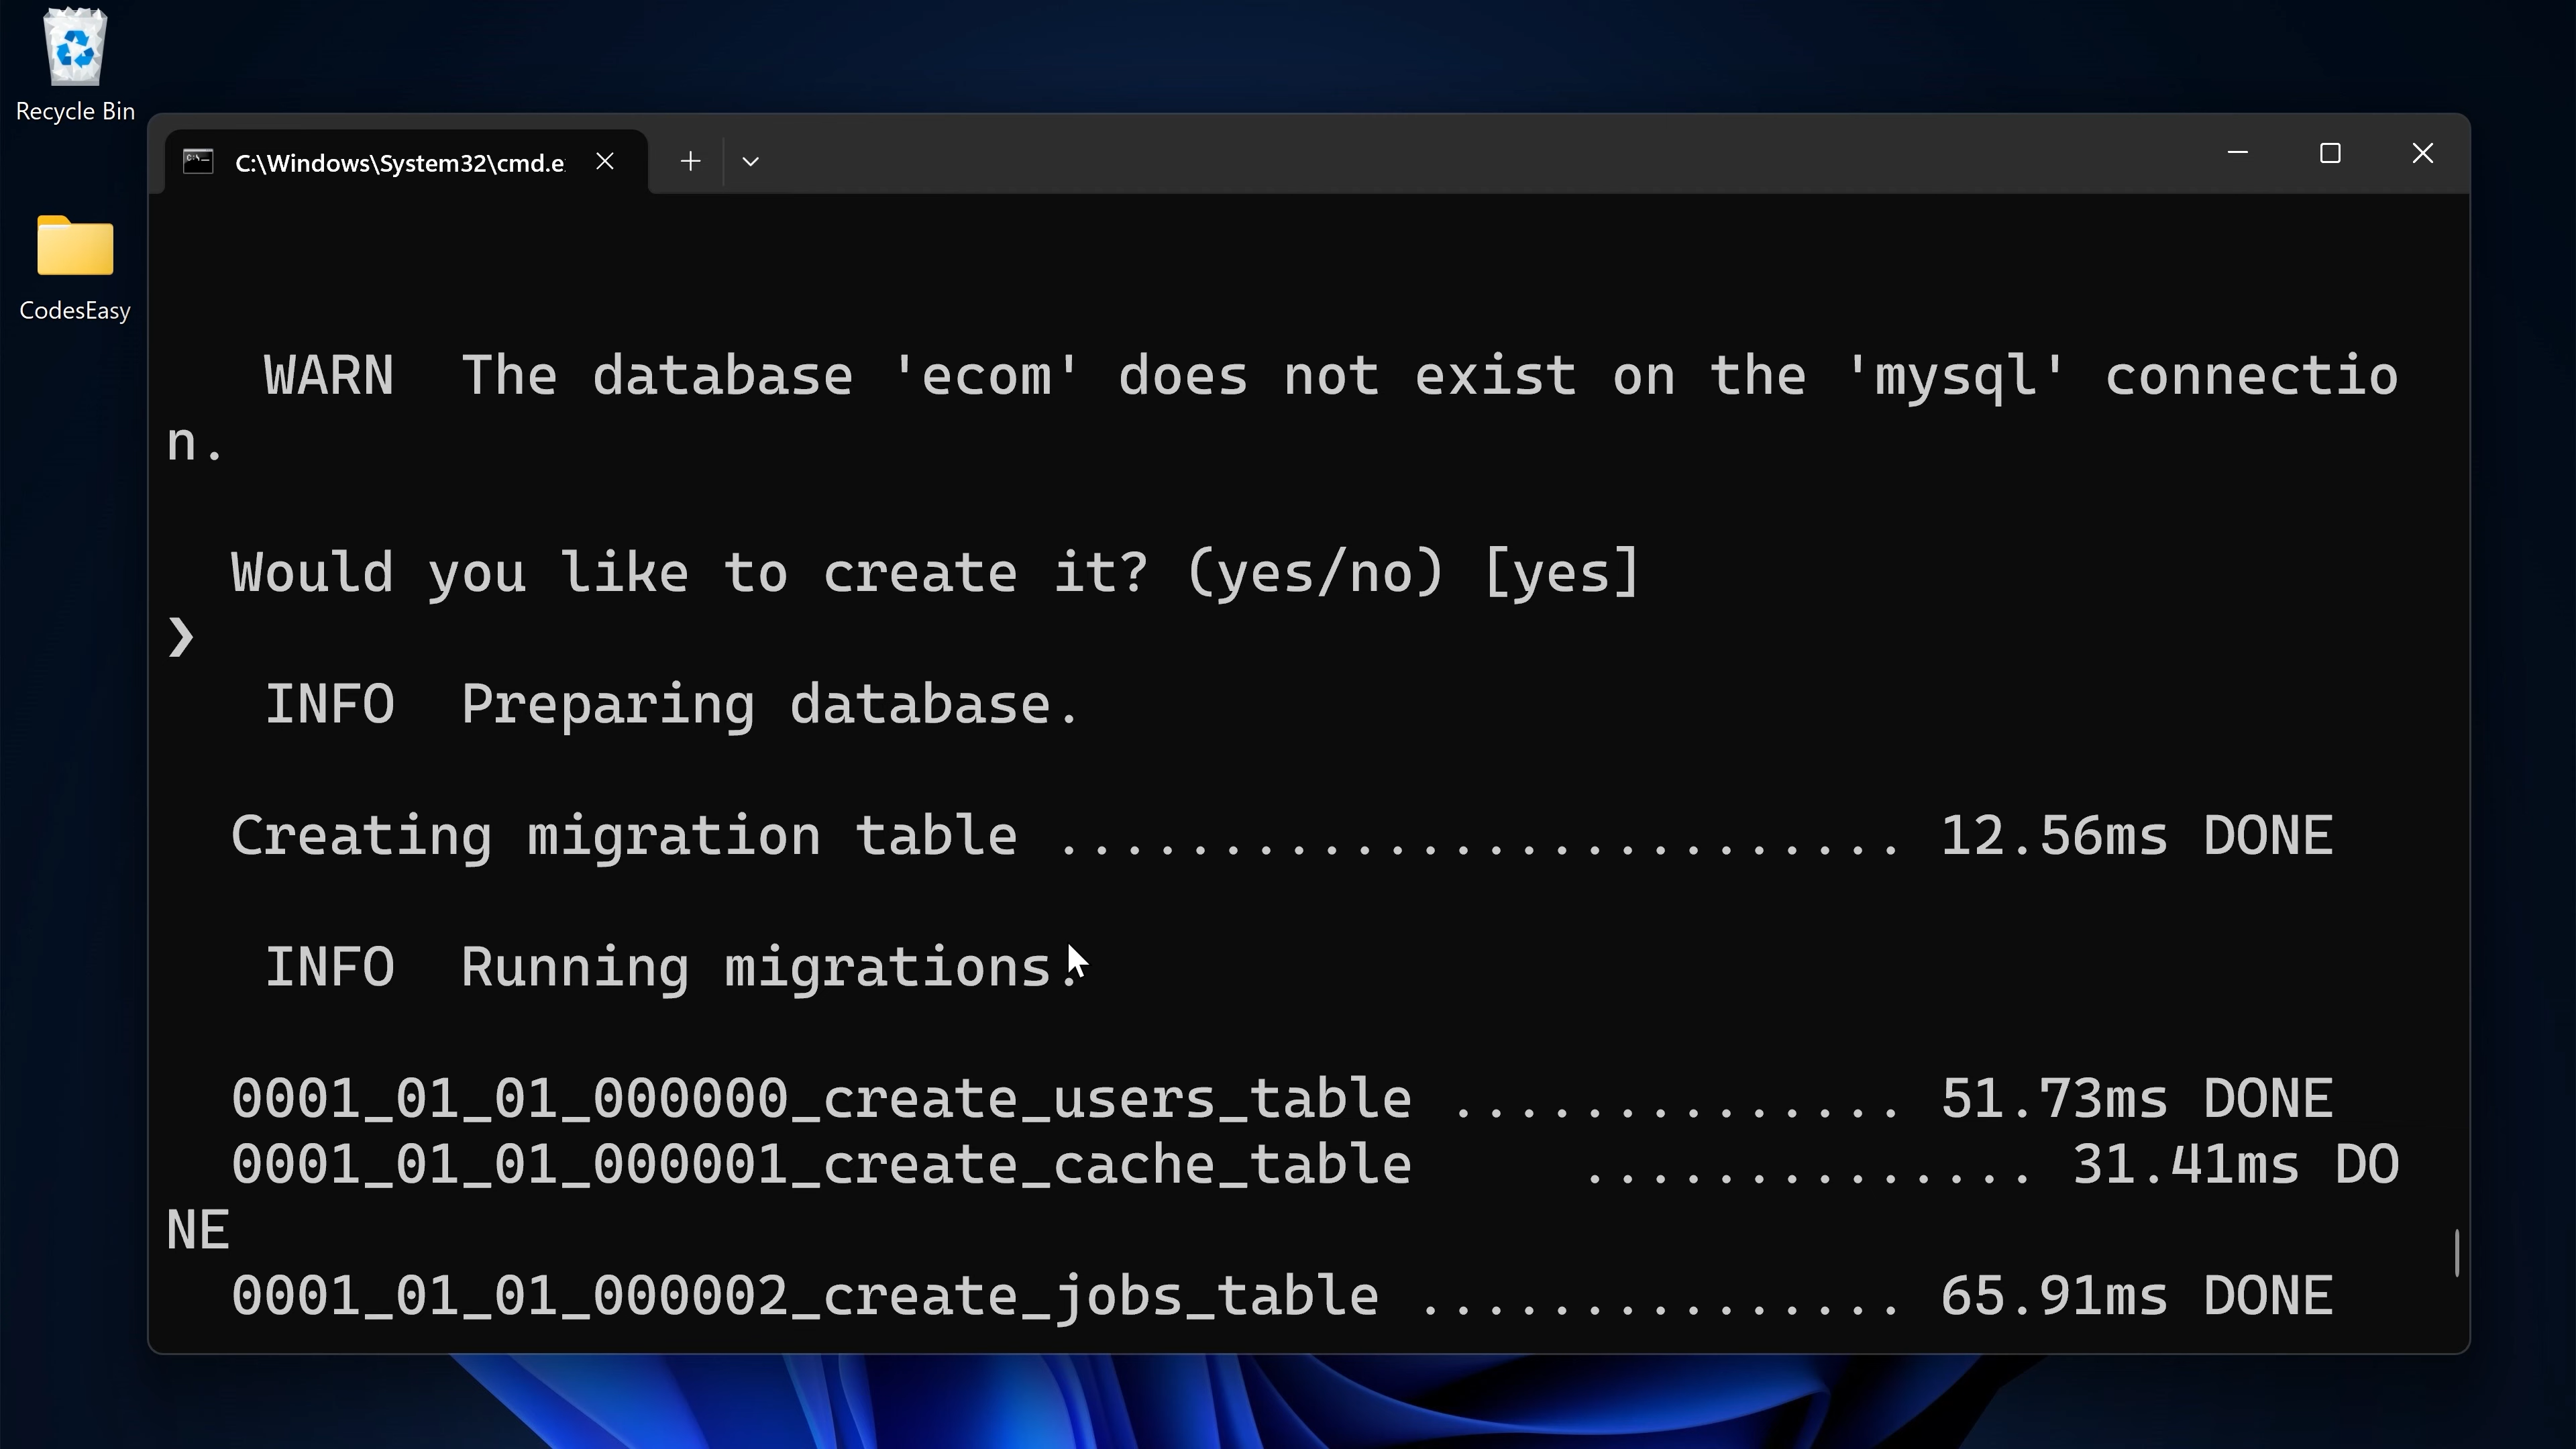 Recycle Bin
CodesEasy
C:\Windows\System32\cmd.e
WARN  The database 'ecom' does not exist on the 'mysql' connectio
n.
Would you like to create it? (yes/no) [yes]
❯
INFO  Preparing database.
Creating migration table .......................... 12.56ms DONE
INFO  Running migrations.
0001_01_01_000000_create_users_table .............. 51.73ms DONE
0001_01_01_000001_create_cache_table     .............. 31.41ms DO
NE
0001_01_01_000002_create_jobs_table ............... 65.91ms DONE